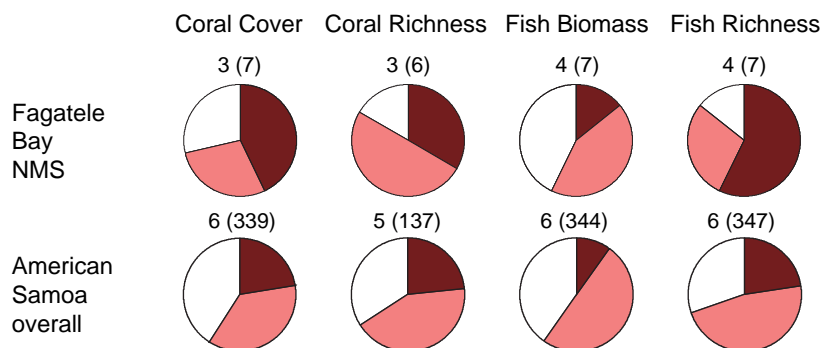 Coral Cover Coral Richness Fish Biomass Fish Richness
3 (7) 3 (6) 4 (7) 4 (7)
Fagatele
Bay
NMS
6 (339) 5 (137) 6 (344) 6 (347)
American
Samoa
overall